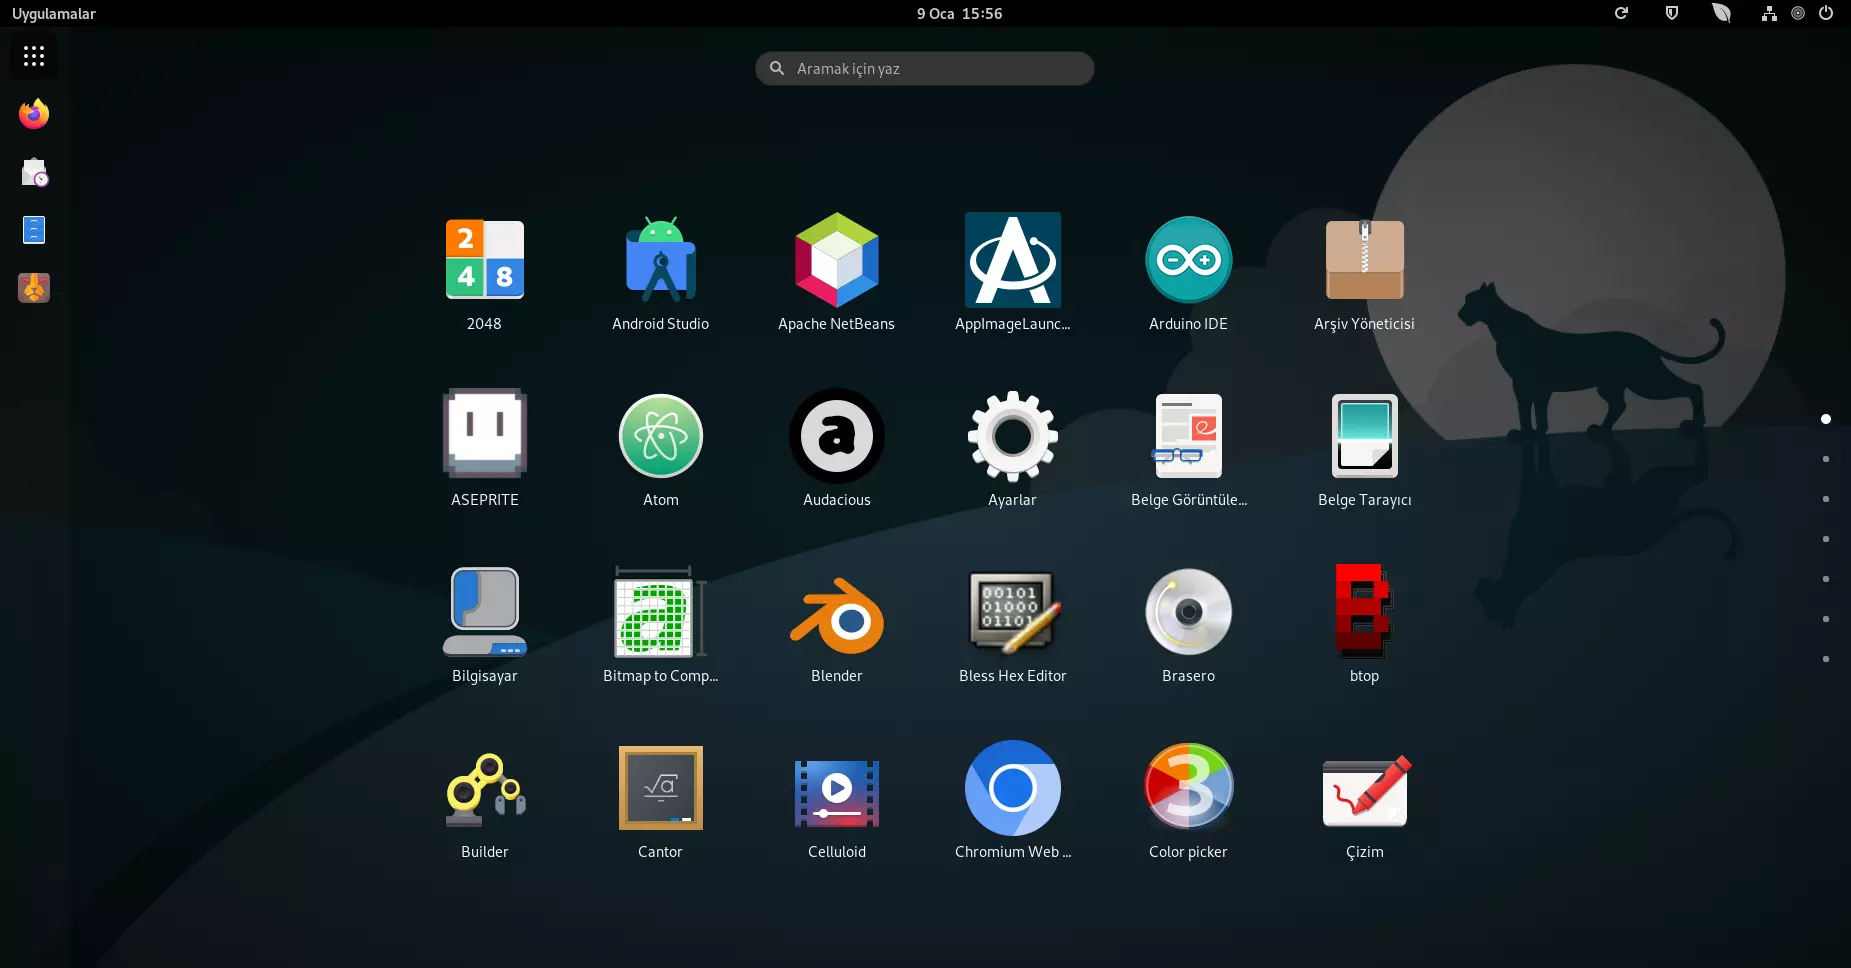 Uygulamalar
9 Oca 15:56
Aramak için yaz
2
4 8
2048
Android Studio
Apache NetBeans
AppImageLaunc...
Arduino IDE
Arşiv Yöneticisi
a
ASEPRITE
Atom
Audacious
Ayarlar
Belge Görüntüle...
Belge Tarayıcı
a
00101
01000
01101
B
Bilgisayar
Bitmap to Comp...
Blender
Bless Hex Editor
Brasero
btop
√a
3
Builder
Cantor
Celluloid
Chromium Web ...
Color picker
Çizim